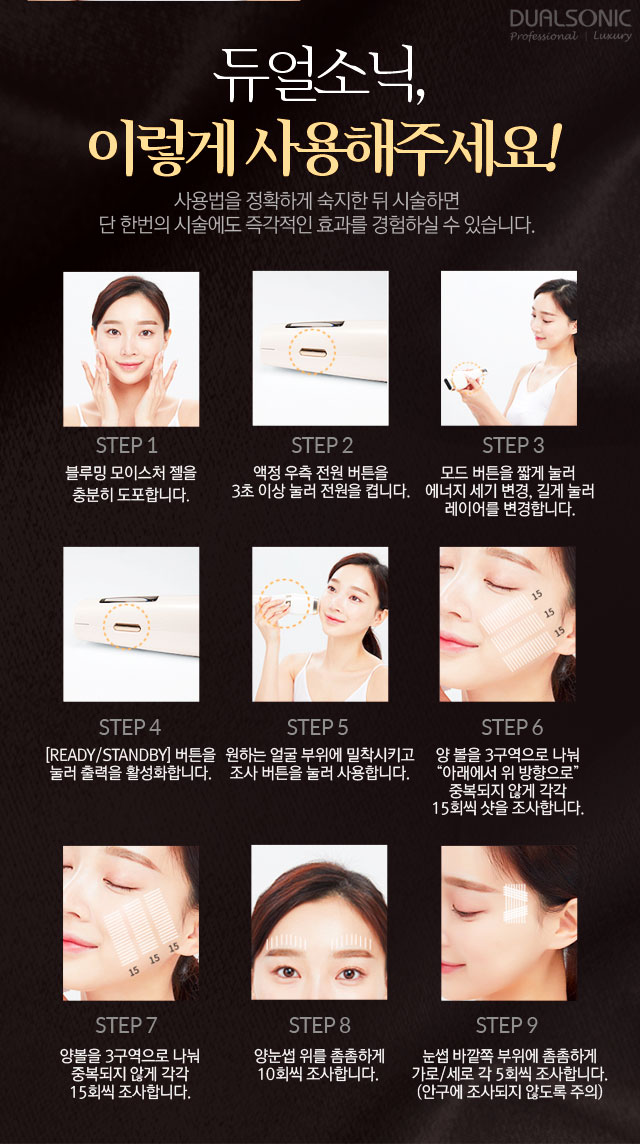 DUALSONIC
Professional | Luxury
듀얼소닉,
이렇게 사용해주세요!
사용법을 정확하게 숙지한 뒤 시술하면
단 한번의 시술에도 즉각적인 효과를 경험하실 수 있습니다.
STEP 1
블루밍 모이스처 젤을
충분히 도포합니다.
STEP 2
액정 우측 전원 버튼을
3초 이상 눌러 전원을 켭니다.
STEP 3
모드 버튼을 짧게 눌러
에너지 세기 변경, 길게 눌러
레이어를 변경합니다.
STEP 4
[READY/STANDBY] 버튼을
눌러 출력을 활성화합니다.
STEP 5
원하는 얼굴 부위에 밀착시키고
조사 버튼을 눌러 사용합니다.
15
15
15
STEP 6
양 볼을 3구역으로 나눠
“아래에서 위 방향으로”
중복되지 않게 각각
15회씩 샷을 조사합니다.
15
15
15
STEP 7
양볼을 3구역으로 나눠
중복되지 않게 각각
15회씩 조사합니다.
STEP 8
양눈썹 위를 촘촘하게
10회씩 조사합니다.
STEP 9
눈썹 바깥쪽 부위에 촘촘하게
가로/세로 각 5회씩 조사합니다.
(안구에 조사되지 않도록 주의)